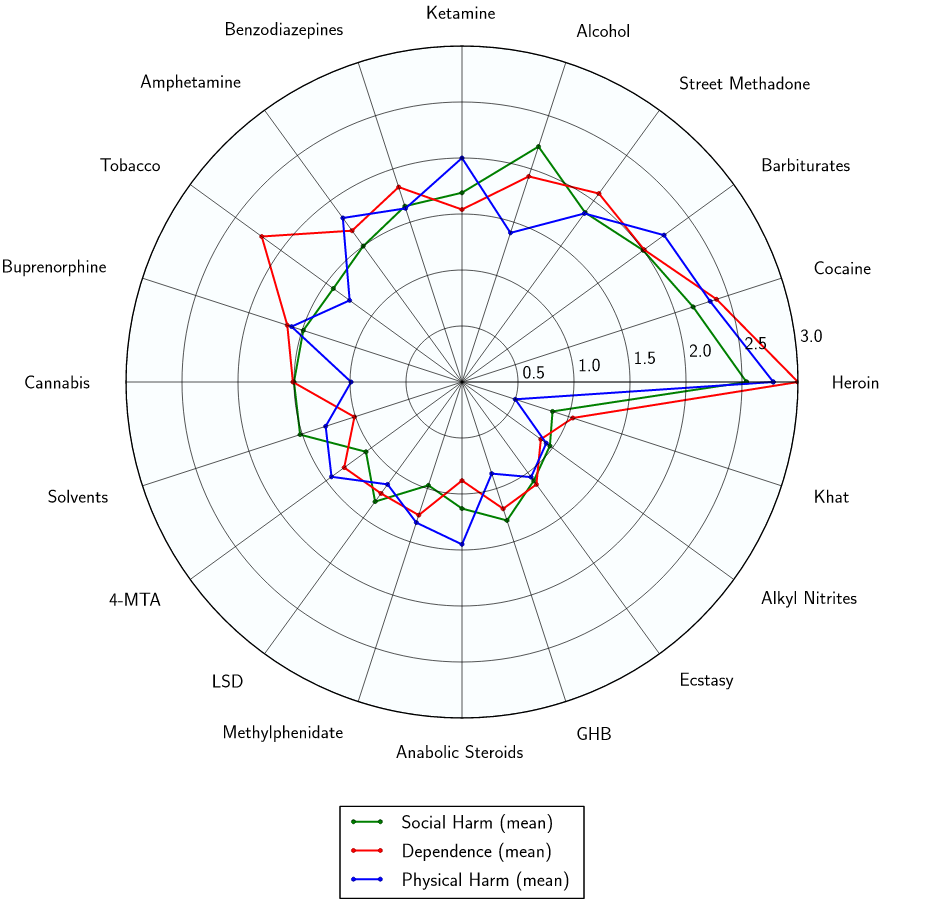 Ketamine
Benzodiazepines
Alcohol
Amphetamine
Street Methadone
Tobacco
Barbiturates
Buprenorphine
Cocaine
3.0
2.5
2.0
1.5
1.0
0.5
Cannabis
Heroin
Solvents
Khat
4-MTA
Alkyl Nitrites
LSD
Ecstasy
Methylphenidate
GHB
Anabolic Steroids
Social Harm (mean)
Dependence (mean)
Physical Harm (mean)